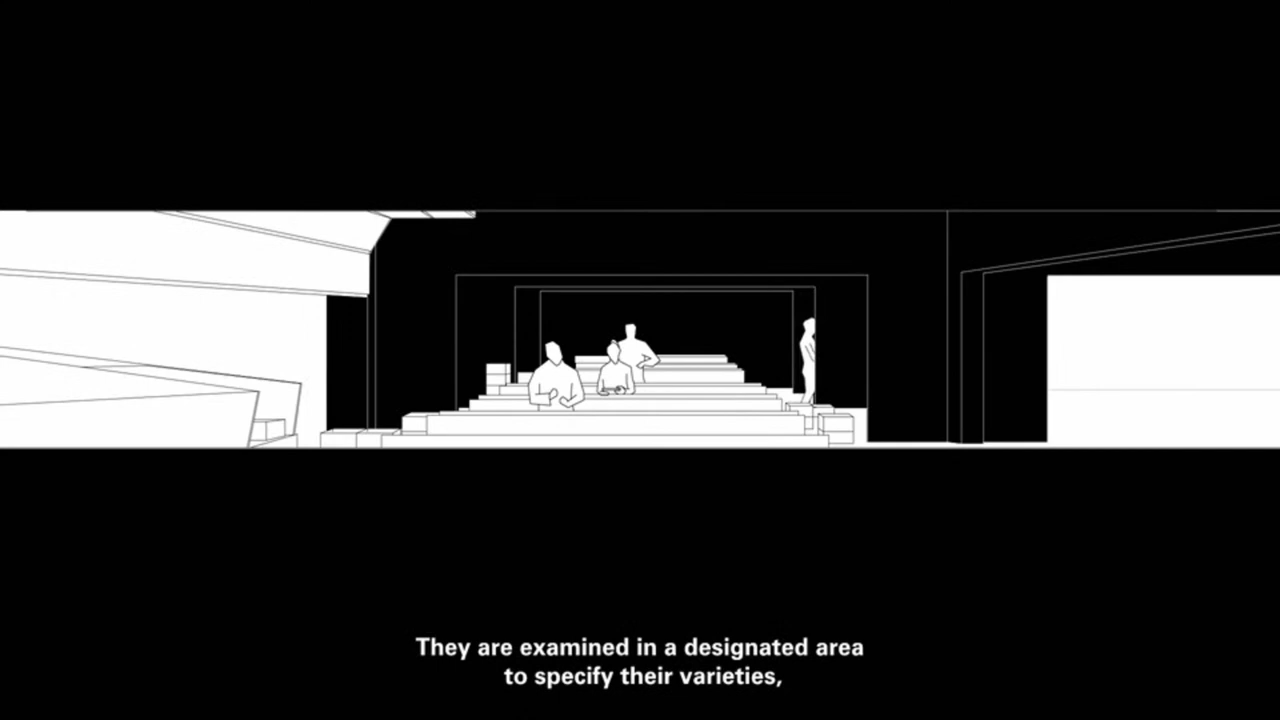 They are examined in a designated area
to specify their varieties,